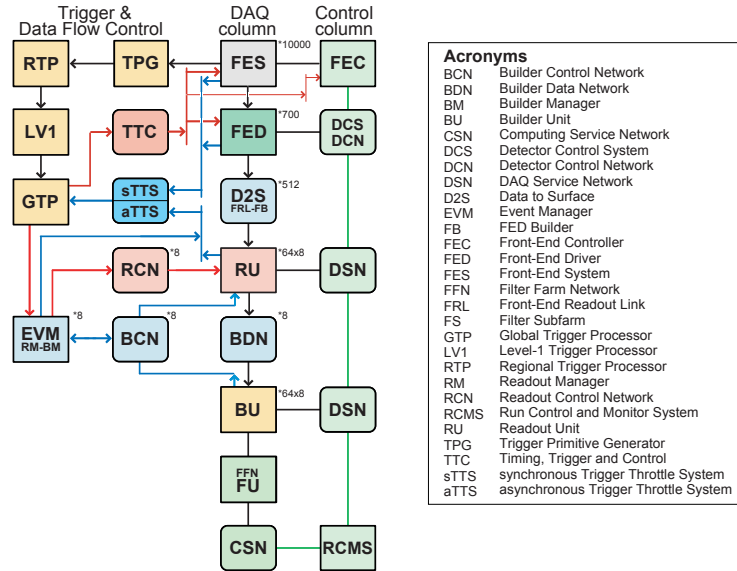 Trigger &
Data Flow Control
DAQ
column
Control
column
RTP
TPG
FES
*10000
FEC
LV1
TTC
FED
*700
DCS
DCN
GTP
sTTS
aTTS
D2S
FRL-FB
*512
RCN
*8
RU
*64x8
DSN
EVM
RM-BM
*8
BCN
*8
BDN
*8
BU
*64x8
DSN
FFN
FU
CSN
RCMS
Acronyms
BCN Builder Control Network
BDN Builder Data Network
BM Builder Manager
BU Builder Unit
CSN Computing Service Network
DCS Detector Control System
DCN Detector Control Network
DSN DAQ Service Network
D2S Data to Surface
EVM Event Manager
FB FED Builder
FEC Front-End Controller
FED Front-End Driver
FES Front-End System
FFN Filter Farm Network
FRL Front-End Readout Link
FS Filter Subfarm
GTP Global Trigger Processor
LV1 Level-1 Trigger Processor
RTP Regional Trigger Processor
RM Readout Manager
RCN Readout Control Network
RCMS Run Control and Monitor System
RU Readout Unit
TPG Trigger Primitive Generator
TTC Timing, Trigger and Control
sTTS synchronous Trigger Throttle System
aTTS asynchronous Trigger Throttle System